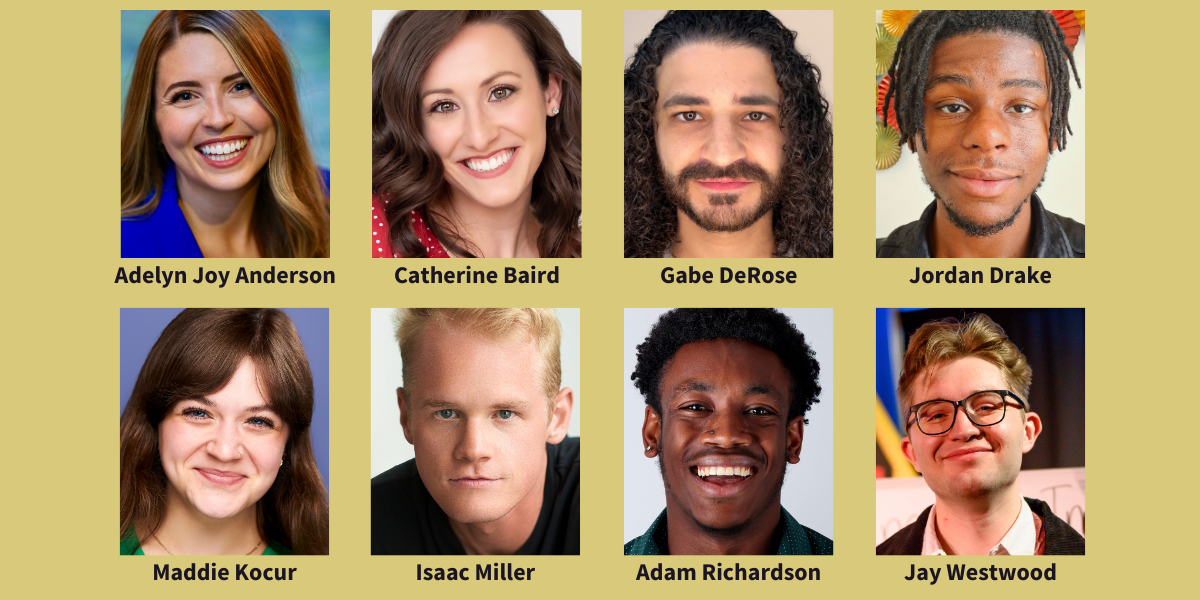 Adelyn Joy Anderson
Catherine Baird
Gabe DeRose
Jordan Drake
Maddie Kocur
Isaac Miller
Adam Richardson
Jay Westwood